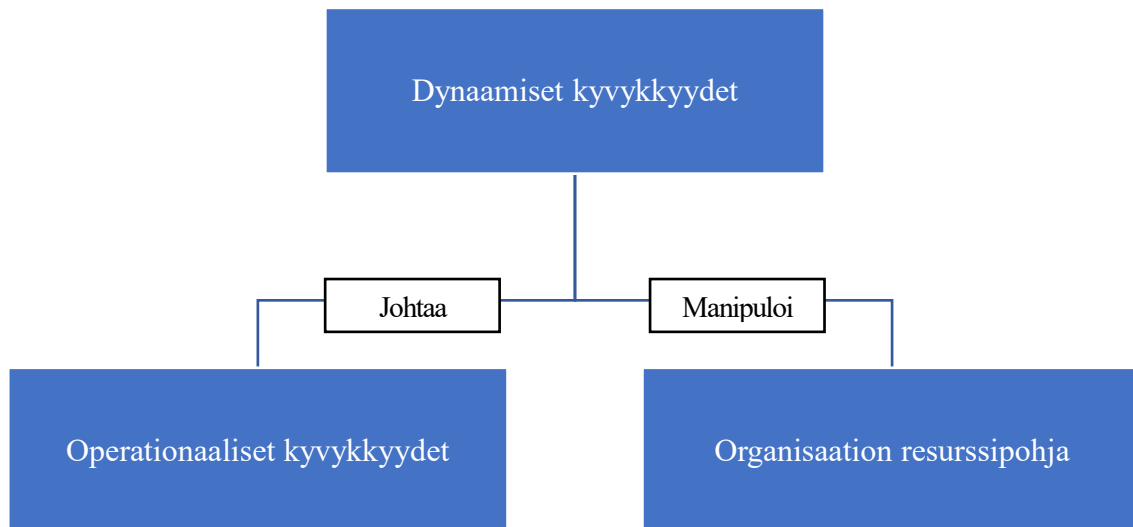 Dynaamiset kyvykkyydet
Johtaa
Manipuloi
Operationaaliset kyvykkyydet
Organisaation resurssipohja